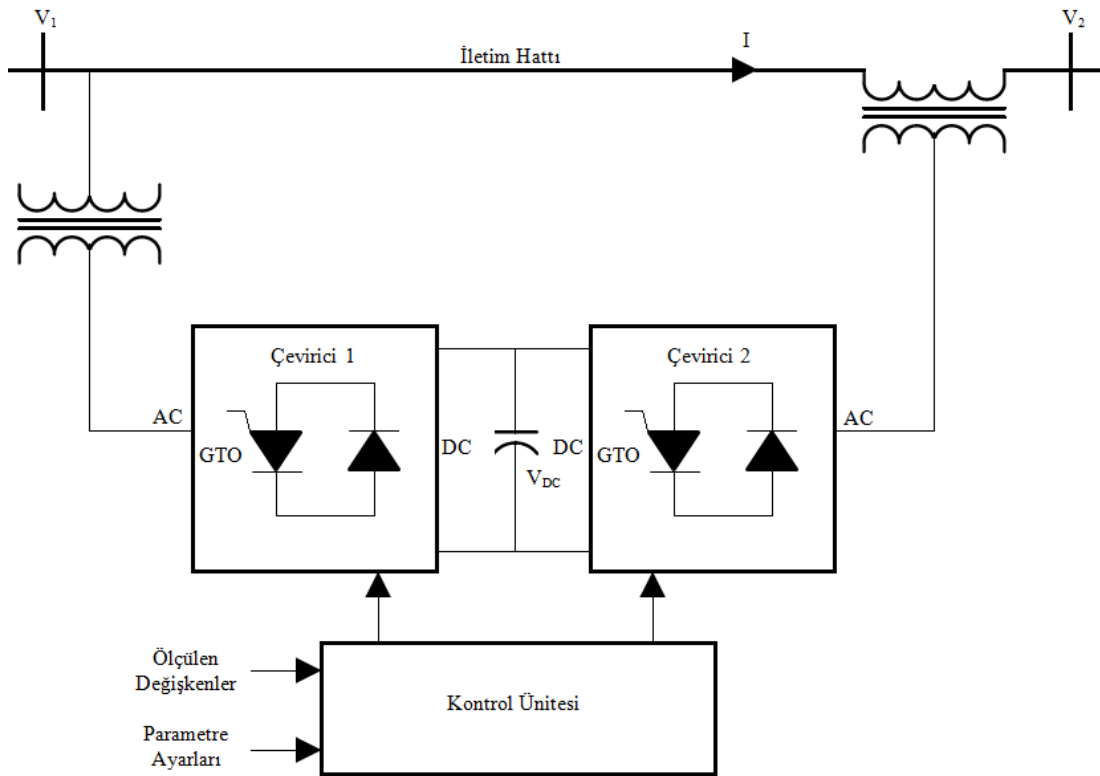 V₁
V₂
İletim Hattı
I
Çevirici 1
Çevirici 2
AC
GTO
DC
DC
V_DC
GTO
AC
Ölçülen
Değişkenler
Kontrol Ünitesi
Parametre
Ayarları